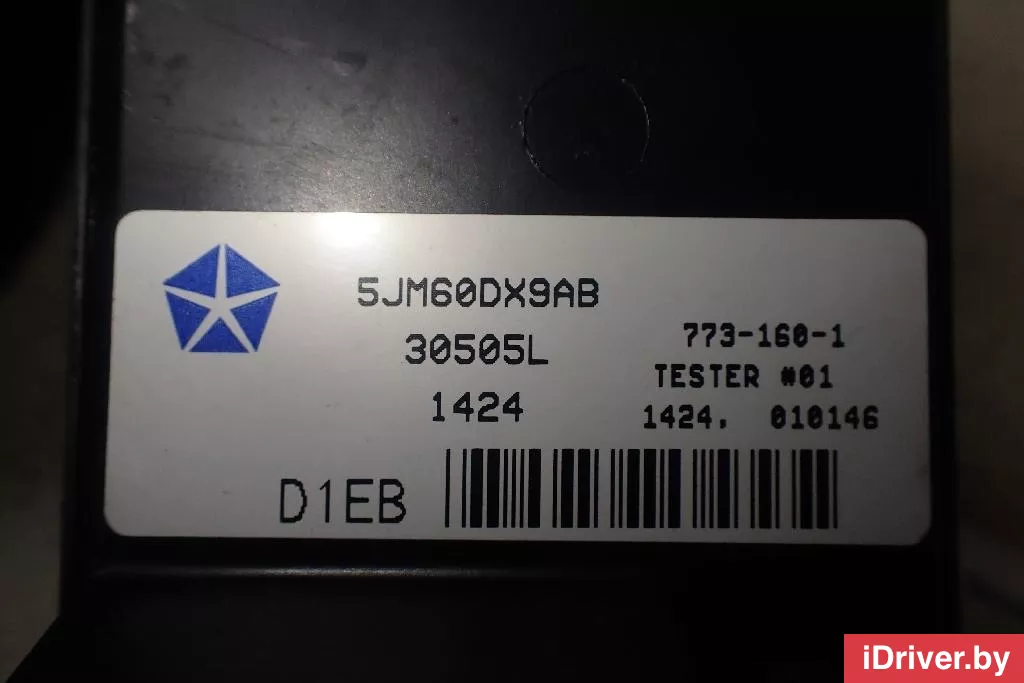 5JM60DX9AB
30505L
1424
773-160-1
TESTER #01
1424, 010146
D1EB
iDriver.by